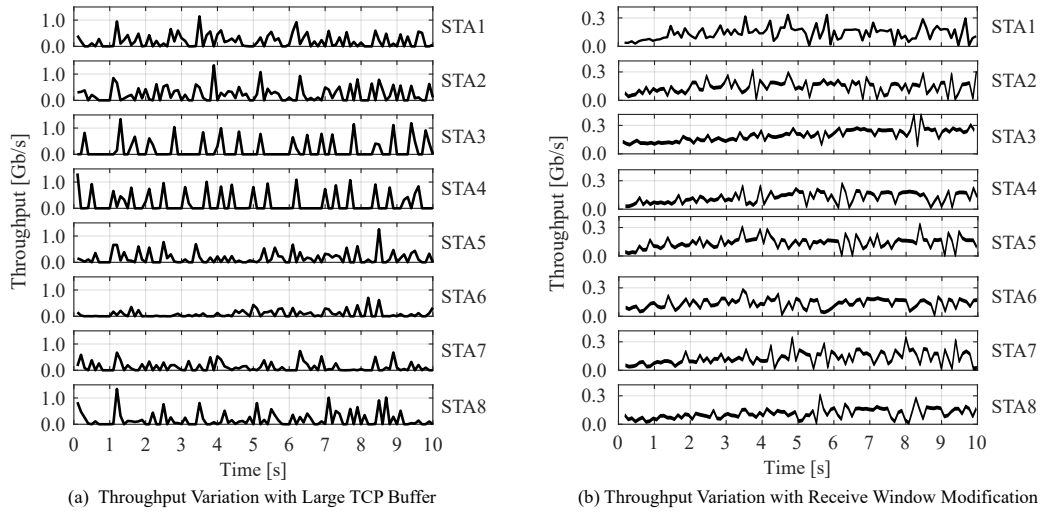 1.0
0.0
STA1
1.0
0.0
STA2
1.0
0.0
STA3
1.0
0.0
STA4
1.0
0.0
STA5
1.0
0.0
STA6
1.0
0.0
STA7
1.0
0.0
STA8
0 1 2 3 4 5 6 7 8 9 10
Throughput [Gb/s]
Time [s]
(a) Throughput Variation with Large TCP Buffer
0.3
0.0
STA1
0.3
0.0
STA2
0.3
0.0
STA3
0.3
0.0
STA4
0.3
0.0
STA5
0.3
0.0
STA6
0.3
0.0
STA7
0.3
0.0
STA8
0 1 2 3 4 5 6 7 8 9 10
Throughput [Gb/s]
Time [s]
(b) Throughput Variation with Receive Window Modification